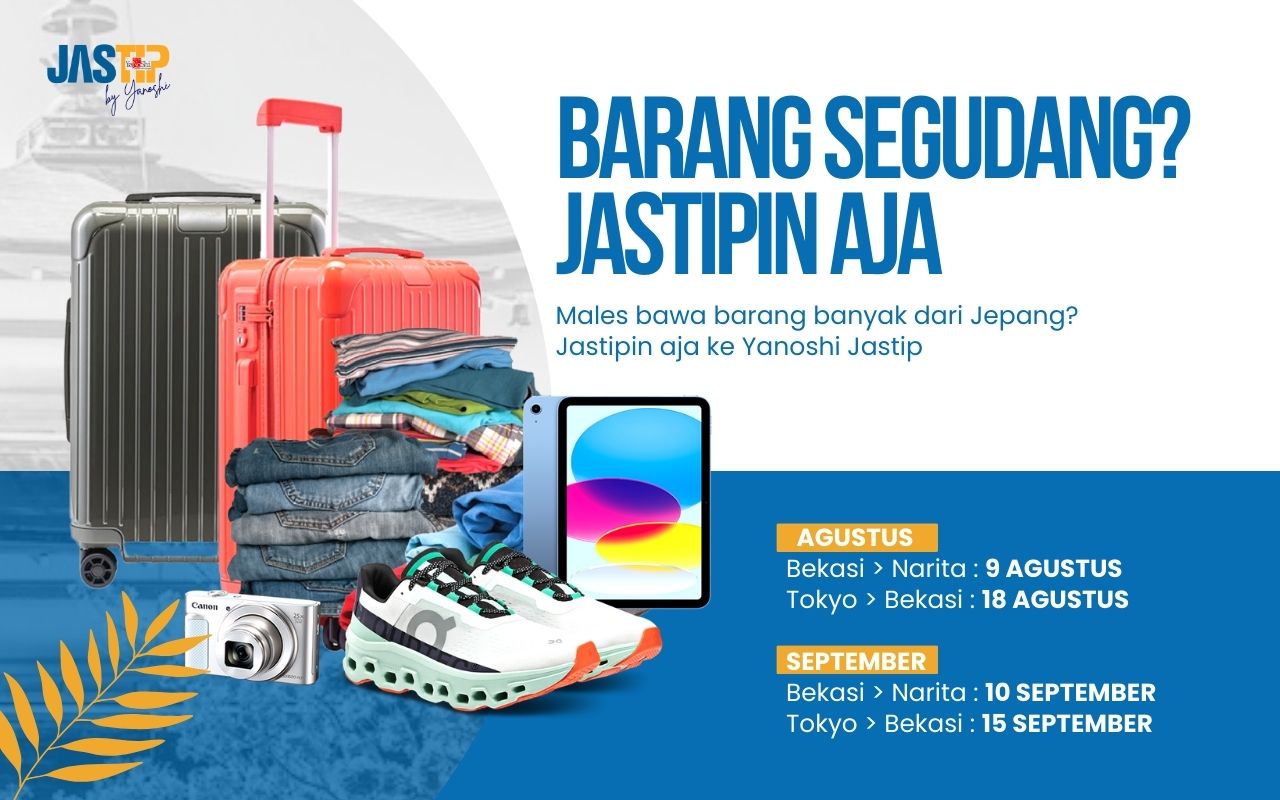 JASTIP
by Yanoshi
BARANG SEGUDANG?
JASTIPIN AJA
Males bawa barang banyak dari Jepang?
Jastipin aja ke Yanoshi Jastip
AGUSTUS
Bekasi > Narita : 9 AGUSTUS
Tokyo > Bekasi : 18 AGUSTUS
SEPTEMBER
Bekasi > Narita : 10 SEPTEMBER
Tokyo > Bekasi : 15 SEPTEMBER
Canon
25x